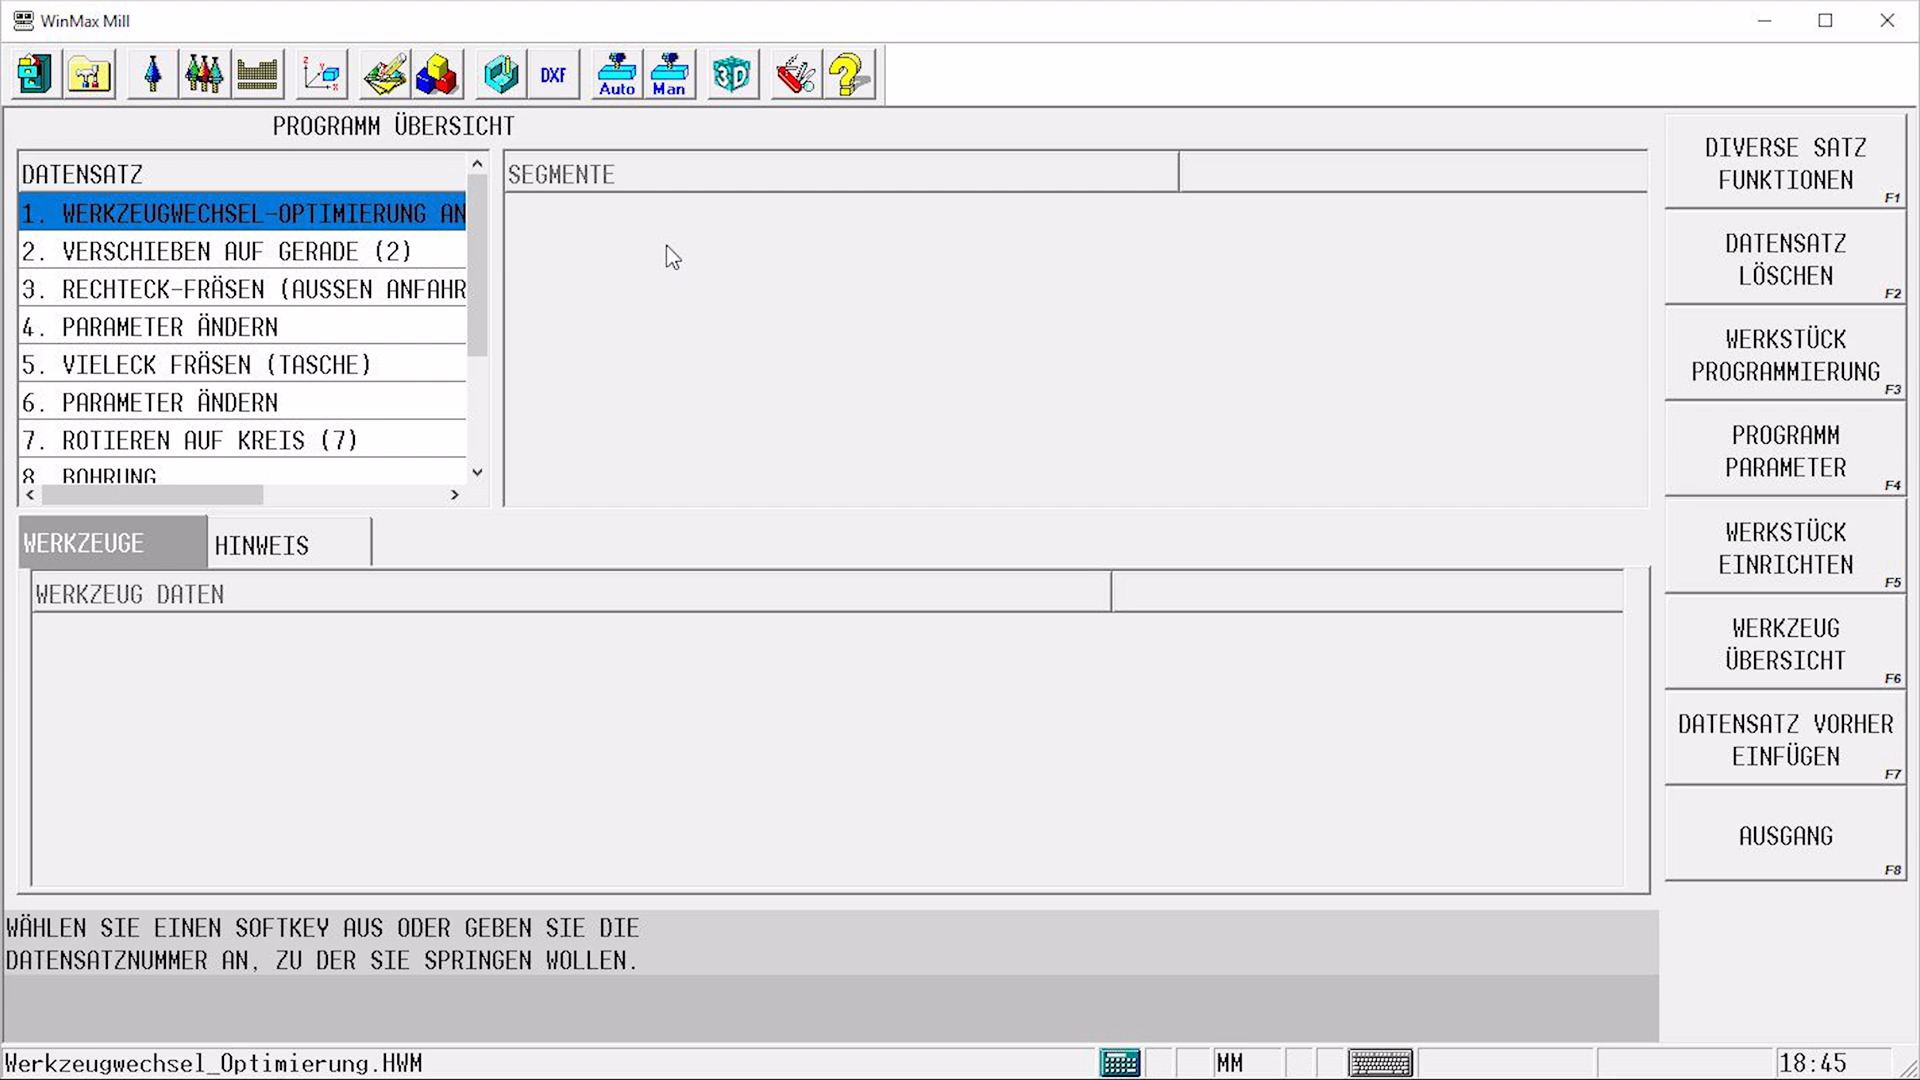 WinMax Mill
DXF
Auto
Man
3D
PROGRAMM ÜBERSICHT
DATENSATZ
1. WERKZEUGWECHSEL-OPTIMIERUNG AN
2. VERSCHIEBEN AUF GERADE (2)
3. RECHTECK-FRÄSEN (AUSSEN ANFAHR
4. PARAMETER ÄNDERN
5. VIELECK FRÄSEN (TASCHE)
6. PARAMETER ÄNDERN
7. ROTIEREN AUF KREIS (7)
8 BOHRUNG
SEGMENTE
WERKZEUGE
HINWEIS
WERKZEUG DATEN
DIVERSE SATZ
FUNKTIONEN
F1
DATENSATZ
LÖSCHEN
F2
WERKSTÜCK
PROGRAMMIERUNG
F3
PROGRAMM
PARAMETER
F4
WERKSTÜCK
EINRICHTEN
F5
WERKZEUG
ÜBERSICHT
F6
DATENSATZ VORHER
EINFÜGEN
F7
AUSGANG
F8
WÄHLEN SIE EINEN SOFTKEY AUS ODER GEBEN SIE DIE
DATENSATZNUMMER AN, ZU DER SIE SPRINGEN WOLLEN.
Werkzeugwechsel_Optimierung.HWM
MM
18:45